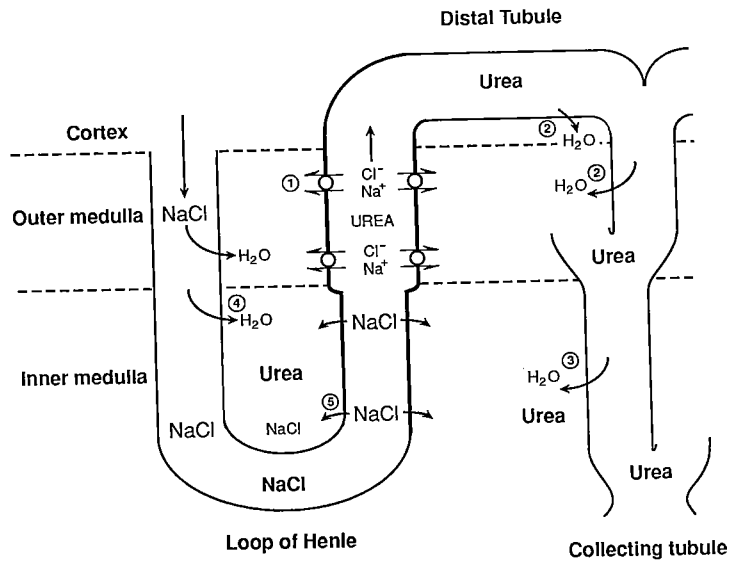 Distal Tubule
Urea
Cortex
②
H₂O
①
Cl⁻
Na⁺
②
H₂O
Outer medulla
NaCl
UREA
H₂O
Cl⁻
Na⁺
Urea
④
H₂O
NaCl
Inner medulla
Urea
③
H₂O
Urea
⑤
NaCl
NaCl
NaCl
NaCl
Urea
Loop of Henle
Collecting tubule